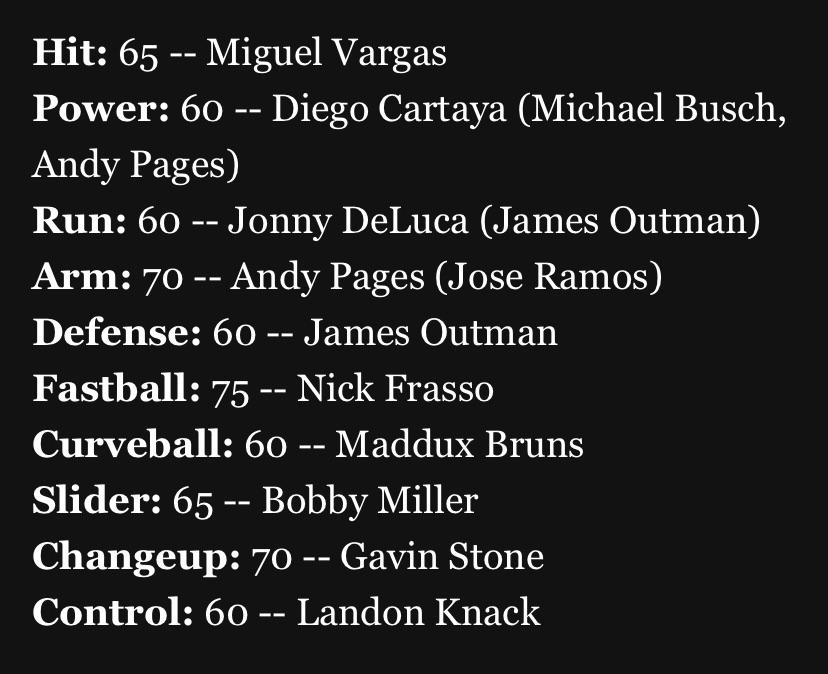 Hit: 65 -- Miguel Vargas
Power: 60 -- Diego Cartaya (Michael Busch,
Andy Pages)
Run: 60 -- Jonny DeLuca (James Outman)
Arm: 70 -- Andy Pages (Jose Ramos)
Defense: 60 -- James Outman
Fastball: 75 -- Nick Frasso
Curveball: 60 -- Maddux Bruns
Slider: 65 -- Bobby Miller
Changeup: 70 -- Gavin Stone
Control: 60 -- Landon Knack